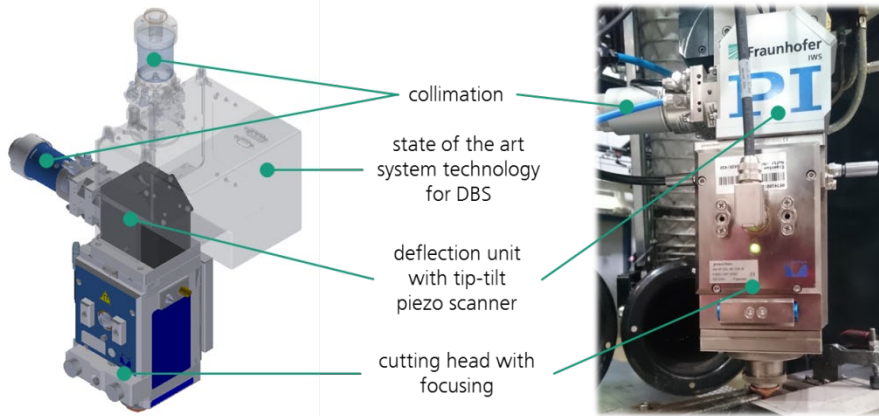 collimation
state of the art
system technology
for DBS
deflection unit
with tip-tilt
piezo scanner
cutting head with
focusing
Fraunhofer
IWS
PI